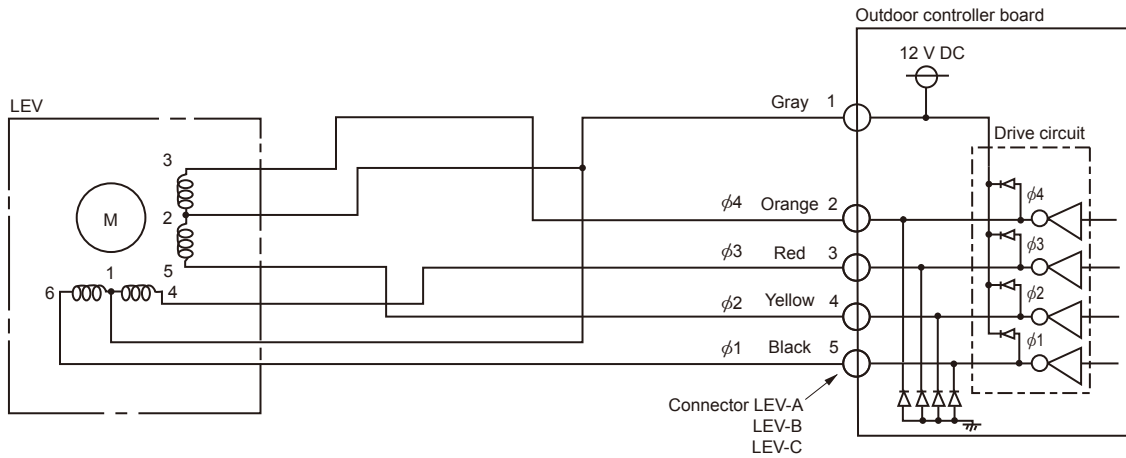 Outdoor controller board
12 V DC
LEV
Gray 1
Drive circuit
3
ϕ4
ϕ4 Orange 2
M
2
ϕ3
ϕ3 Red 3
5
1
6
4
ϕ2
ϕ2 Yellow 4
ϕ1
ϕ1 Black 5
Connector LEV-A
LEV-B
LEV-C